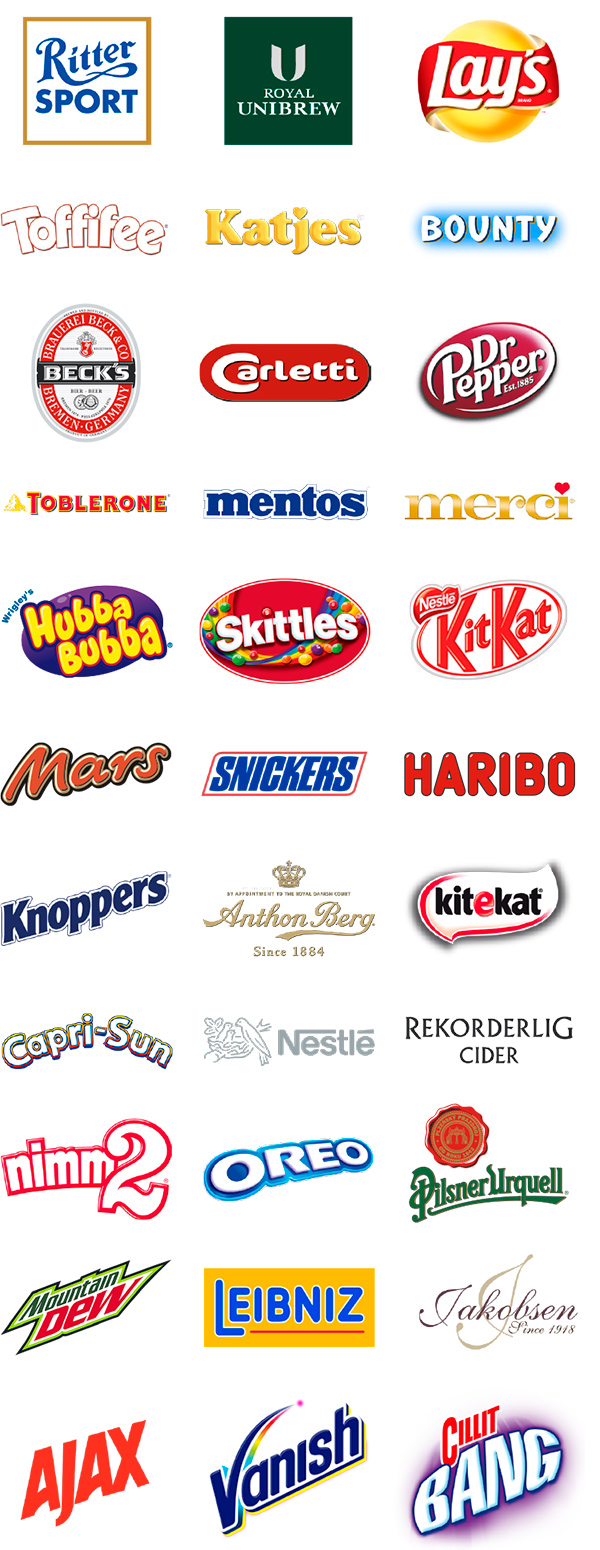 Ritter
SPORT
ROYAL
UNIBREW
Lay's
Toffifee
Katjes
BOUNTY
BRAUEREI BECK & CO
BECK'S
BIER · BEER
BREMEN · GERMANY
Carletti
Dr
Pepper
Est. 1885
TOBLERONE
mentos
merci
Wrigley's
Hubba
Bubba
Skittles
Nestlé
KitKat
Mars
SNICKERS
HARIBO
Knoppers
BY APPOINTMENT TO THE ROYAL DANISH COURT
Anthon Berg
Since 1884
kitekat
Capri-Sun
Nestlé
REKORDERLIG
CIDER
nimm2
OREO
Pilsner Urquell
Mountain
DEW
LEIBNIZ
Jakobsen
Since 1918
AJAX
Vanish
CILLIT
BANG